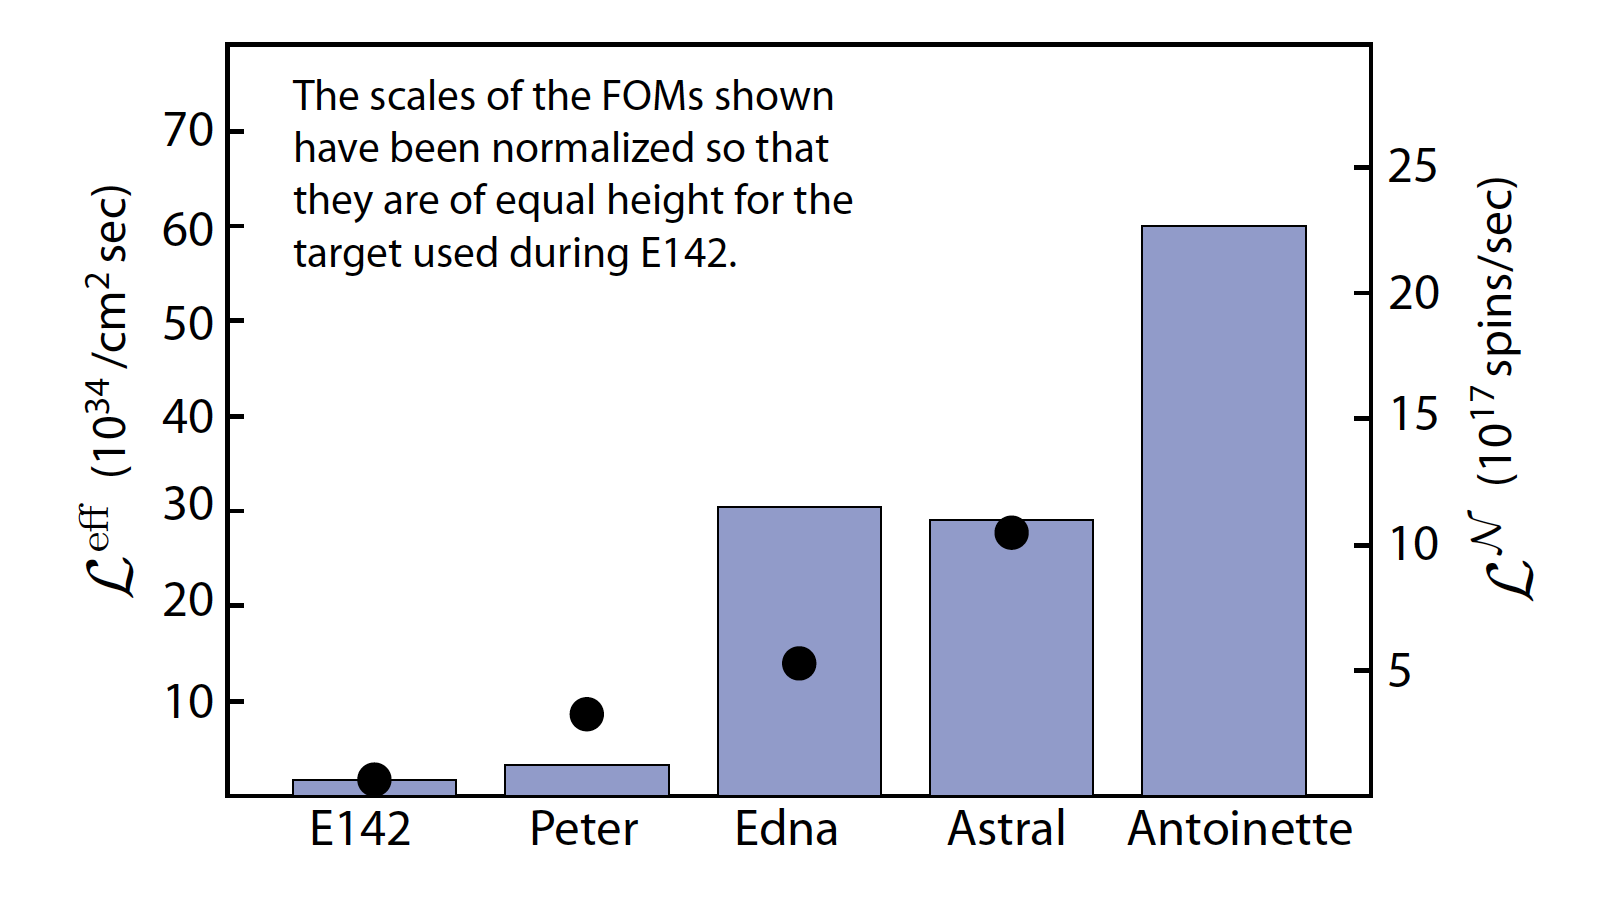 The scales of the FOMs shown
have been normalized so that
they are of equal height for the
target used during E142.
70
60
50
40
30
20
10
ℒ^eff (10^34 /cm^2 sec)
25
20
15
10
5
ℒ^𝒩 (10^17 spins/sec)
E142 Peter Edna Astral Antoinette